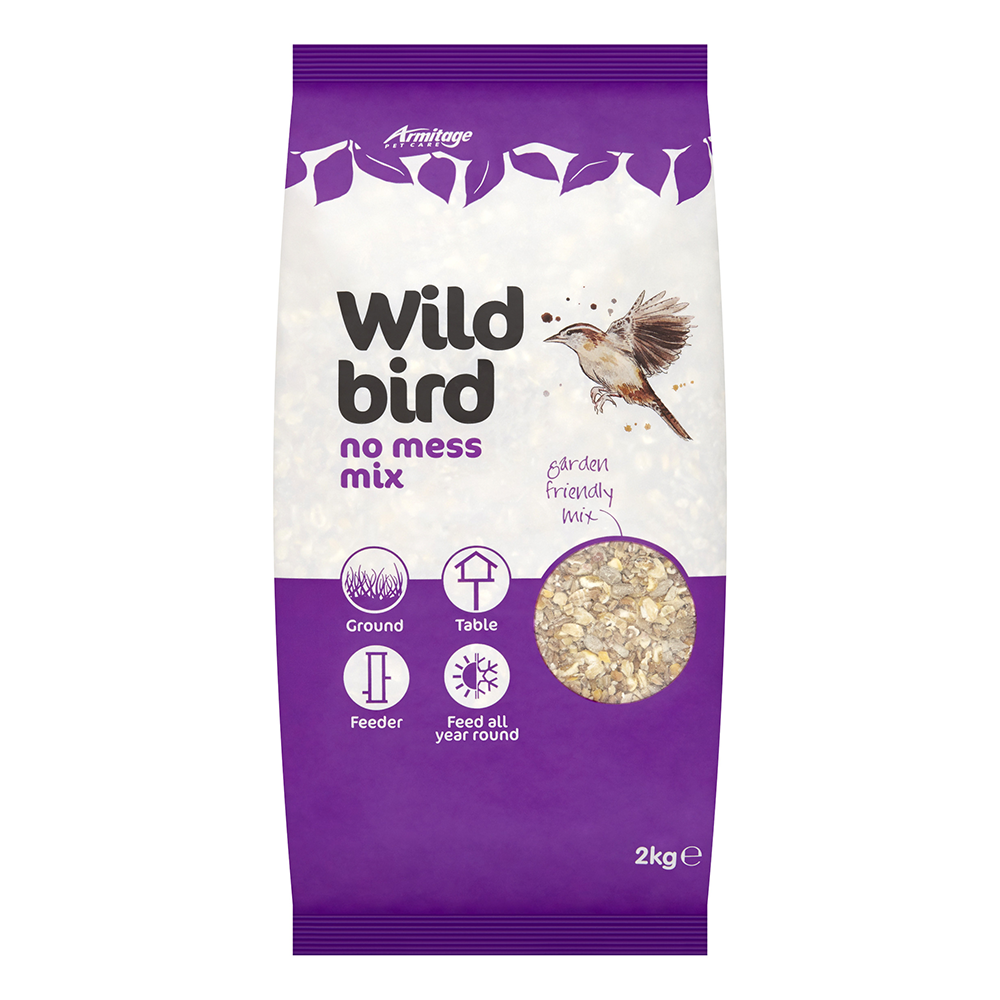 Armitage
PET CARE
Wild
bird
no mess
mix
garden
friendly
mix
Ground
Table
Feeder
Feed all
year round
2kg ℮